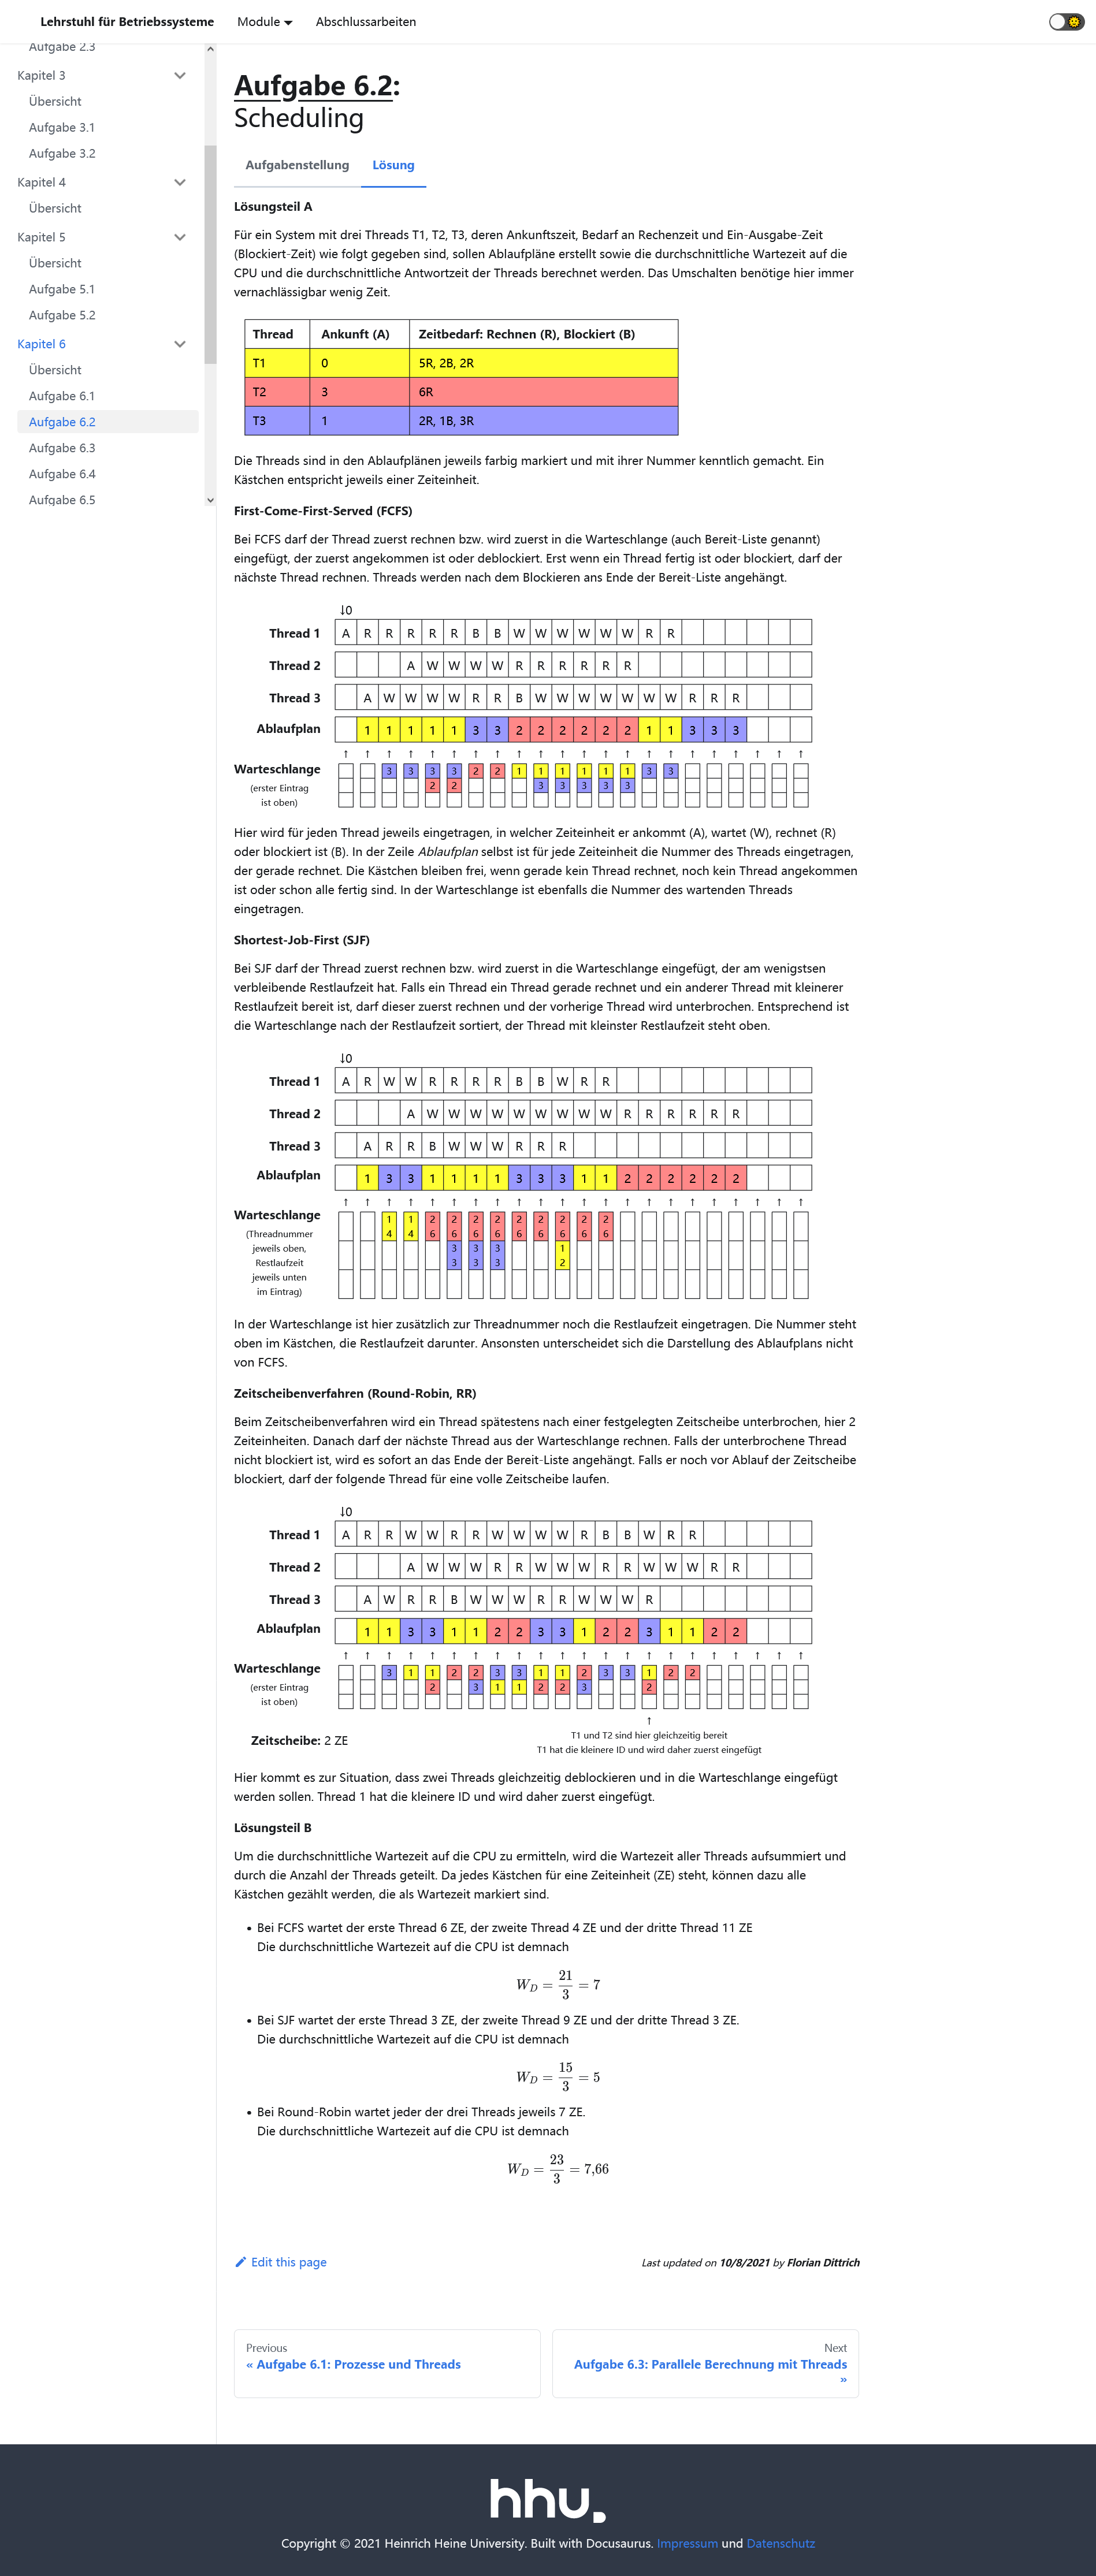 Lehrstuhl für Betriebssysteme
Module
Abschlussarbeiten
Aufgabe 2.3
Kapitel 3
Übersicht
Aufgabe 3.1
Aufgabe 3.2
Kapitel 4
Übersicht
Kapitel 5
Übersicht
Aufgabe 5.1
Aufgabe 5.2
Kapitel 6
Übersicht
Aufgabe 6.1
Aufgabe 6.2
Aufgabe 6.3
Aufgabe 6.4
Aufgabe 6.5
Aufgabe 6.2:
Scheduling
Aufgabenstellung Lösung
Lösungsteil A
Für ein System mit drei Threads T1, T2, T3, deren Ankunftszeit, Bedarf an Rechenzeit und Ein-Ausgabe-Zeit
(Blockiert-Zeit) wie folgt gegeben sind, sollen Ablaufpläne erstellt sowie die durchschnittliche Wartezeit auf die
CPU und die durchschnittliche Antwortzeit der Threads berechnet werden. Das Umschalten benötige hier immer
vernachlässigbar wenig Zeit.
Thread Ankunft (A) Zeitbedarf: Rechnen (R), Blockiert (B)
T1 0 5R, 2B, 2R
T2 3 6R
T3 1 2R, 1B, 3R
Die Threads sind in den Ablaufplänen jeweils farbig markiert und mit ihrer Nummer kenntlich gemacht. Ein
Kästchen entspricht jeweils einer Zeiteinheit.
First-Come-First-Served (FCFS)
Bei FCFS darf der Thread zuerst rechnen bzw. wird zuerst in die Warteschlange (auch Bereit-Liste genannt)
eingefügt, der zuerst angekommen ist oder deblockiert. Erst wenn ein Thread fertig ist oder blockiert, darf der
nächste Thread rechnen. Threads werden nach dem Blockieren ans Ende der Bereit-Liste angehängt.
↓0
Thread 1 A R R R R R B B W W W W W W R R
Thread 2 A W W W W R R R R R R
Thread 3 A W W W W R R B W W W W W W W R R R
Ablaufplan 1 1 1 1 1 3 3 2 2 2 2 2 2 1 1 3 3 3
↑ ↑ ↑ ↑ ↑ ↑ ↑ ↑ ↑ ↑ ↑ ↑ ↑ ↑ ↑ ↑ ↑ ↑ ↑ ↑ ↑ ↑
Warteschlange 3 3 3 3 2 2 1 1 1 1 1 1 3 3
(erster Eintrag 2 2 3 3 3 3 3
ist oben)
Hier wird für jeden Thread jeweils eingetragen, in welcher Zeiteinheit er ankommt (A), wartet (W), rechnet (R)
oder blockiert ist (B). In der Zeile Ablaufplan selbst ist für jede Zeiteinheit die Nummer des Threads eingetragen,
der gerade rechnet. Die Kästchen bleiben frei, wenn gerade kein Thread rechnet, noch kein Thread angekommen
ist oder schon alle fertig sind. In der Warteschlange ist ebenfalls die Nummer des wartenden Threads
eingetragen.
Shortest-Job-First (SJF)
Bei SJF darf der Thread zuerst rechnen bzw. wird zuerst in die Warteschlange eingefügt, der am wenigstsen
verbleibende Restlaufzeit hat. Falls ein Thread ein Thread gerade rechnet und ein anderer Thread mit kleinerer
Restlaufzeit bereit ist, darf dieser zuerst rechnen und der vorherige Thread wird unterbrochen. Entsprechend ist
die Warteschlange nach der Restlaufzeit sortiert, der Thread mit kleinster Restlaufzeit steht oben.
↓0
Thread 1 A R W W R R R R B B W R R
Thread 2 A W W W W W W W W W R R R R R R
Thread 3 A R R B W W W R R R
Ablaufplan 1 3 3 1 1 1 1 3 3 3 1 1 2 2 2 2 2 2
↑ ↑ ↑ ↑ ↑ ↑ ↑ ↑ ↑ ↑ ↑ ↑ ↑ ↑ ↑ ↑ ↑ ↑ ↑ ↑ ↑ ↑
Warteschlange 1 1 2 2 2 2 2 2 2 2 2
(Threadnummer 4 4 6 6 6 6 6 6 6 6 6
jeweils oben, 3 3 3 1
Restlaufzeit 3 3 3 2
jeweils unten
im Eintrag)
In der Warteschlange ist hier zusätzlich zur Threadnummer noch die Restlaufzeit eingetragen. Die Nummer steht
oben im Kästchen, die Restlaufzeit darunter. Ansonsten unterscheidet sich die Darstellung des Ablaufplans nicht
von FCFS.
Zeitscheibenverfahren (Round-Robin, RR)
Beim Zeitscheibenverfahren wird ein Thread spätestens nach einer festgelegten Zeitscheibe unterbrochen, hier 2
Zeiteinheiten. Danach darf der nächste Thread aus der Warteschlange rechnen. Falls der unterbrochene Thread
nicht blockiert ist, wird es sofort an das Ende der Bereit-Liste angehängt. Falls er noch vor Ablauf der Zeitscheibe
blockiert, darf der folgende Thread für eine volle Zeitscheibe laufen.
↓0
Thread 1 A R R W W R R W W W W R B B W R R
Thread 2 A W W W R R W W W R R W W W R R
Thread 3 A W R R B W W W R R W W W R
Ablaufplan 1 1 3 3 1 1 2 2 3 3 1 2 2 3 1 1 2 2
↑ ↑ ↑ ↑ ↑ ↑ ↑ ↑ ↑ ↑ ↑ ↑ ↑ ↑ ↑ ↑ ↑ ↑ ↑ ↑ ↑ ↑
Warteschlange 3 1 1 2 2 3 3 1 1 2 3 3 1 2 2
(erster Eintrag 2 3 1 1 2 2 3 2
ist oben)
↑
T1 und T2 sind hier gleichzeitig bereit
Zeitscheibe: 2 ZE
T1 hat die kleinere ID und wird daher zuerst eingefügt
Hier kommt es zur Situation, dass zwei Threads gleichzeitig deblockieren und in die Warteschlange eingefügt
werden sollen. Thread 1 hat die kleinere ID und wird daher zuerst eingefügt.
Lösungsteil B
Um die durchschnittliche Wartezeit auf die CPU zu ermitteln, wird die Wartezeit aller Threads aufsummiert und
durch die Anzahl der Threads geteilt. Da jedes Kästchen für eine Zeiteinheit (ZE) steht, können dazu alle
Kästchen gezählt werden, die als Wartezeit markiert sind.
• Bei FCFS wartet der erste Thread 6 ZE, der zweite Thread 4 ZE und der dritte Thread 11 ZE
Die durchschnittliche Wartezeit auf die CPU ist demnach
W_D = 21/3 = 7
• Bei SJF wartet der erste Thread 3 ZE, der zweite Thread 9 ZE und der dritte Thread 3 ZE.
Die durchschnittliche Wartezeit auf die CPU ist demnach
W_D = 15/3 = 5
• Bei Round-Robin wartet jeder der drei Threads jeweils 7 ZE.
Die durchschnittliche Wartezeit auf die CPU ist demnach
W_D = 23/3 = 7,66
Edit this page
Last updated on 10/8/2021 by Florian Dittrich
Previous
« Aufgabe 6.1: Prozesse und Threads
Next
Aufgabe 6.3: Parallele Berechnung mit Threads
»
hhu.
Copyright © 2021 Heinrich Heine University. Built with Docusaurus. Impressum und Datenschutz